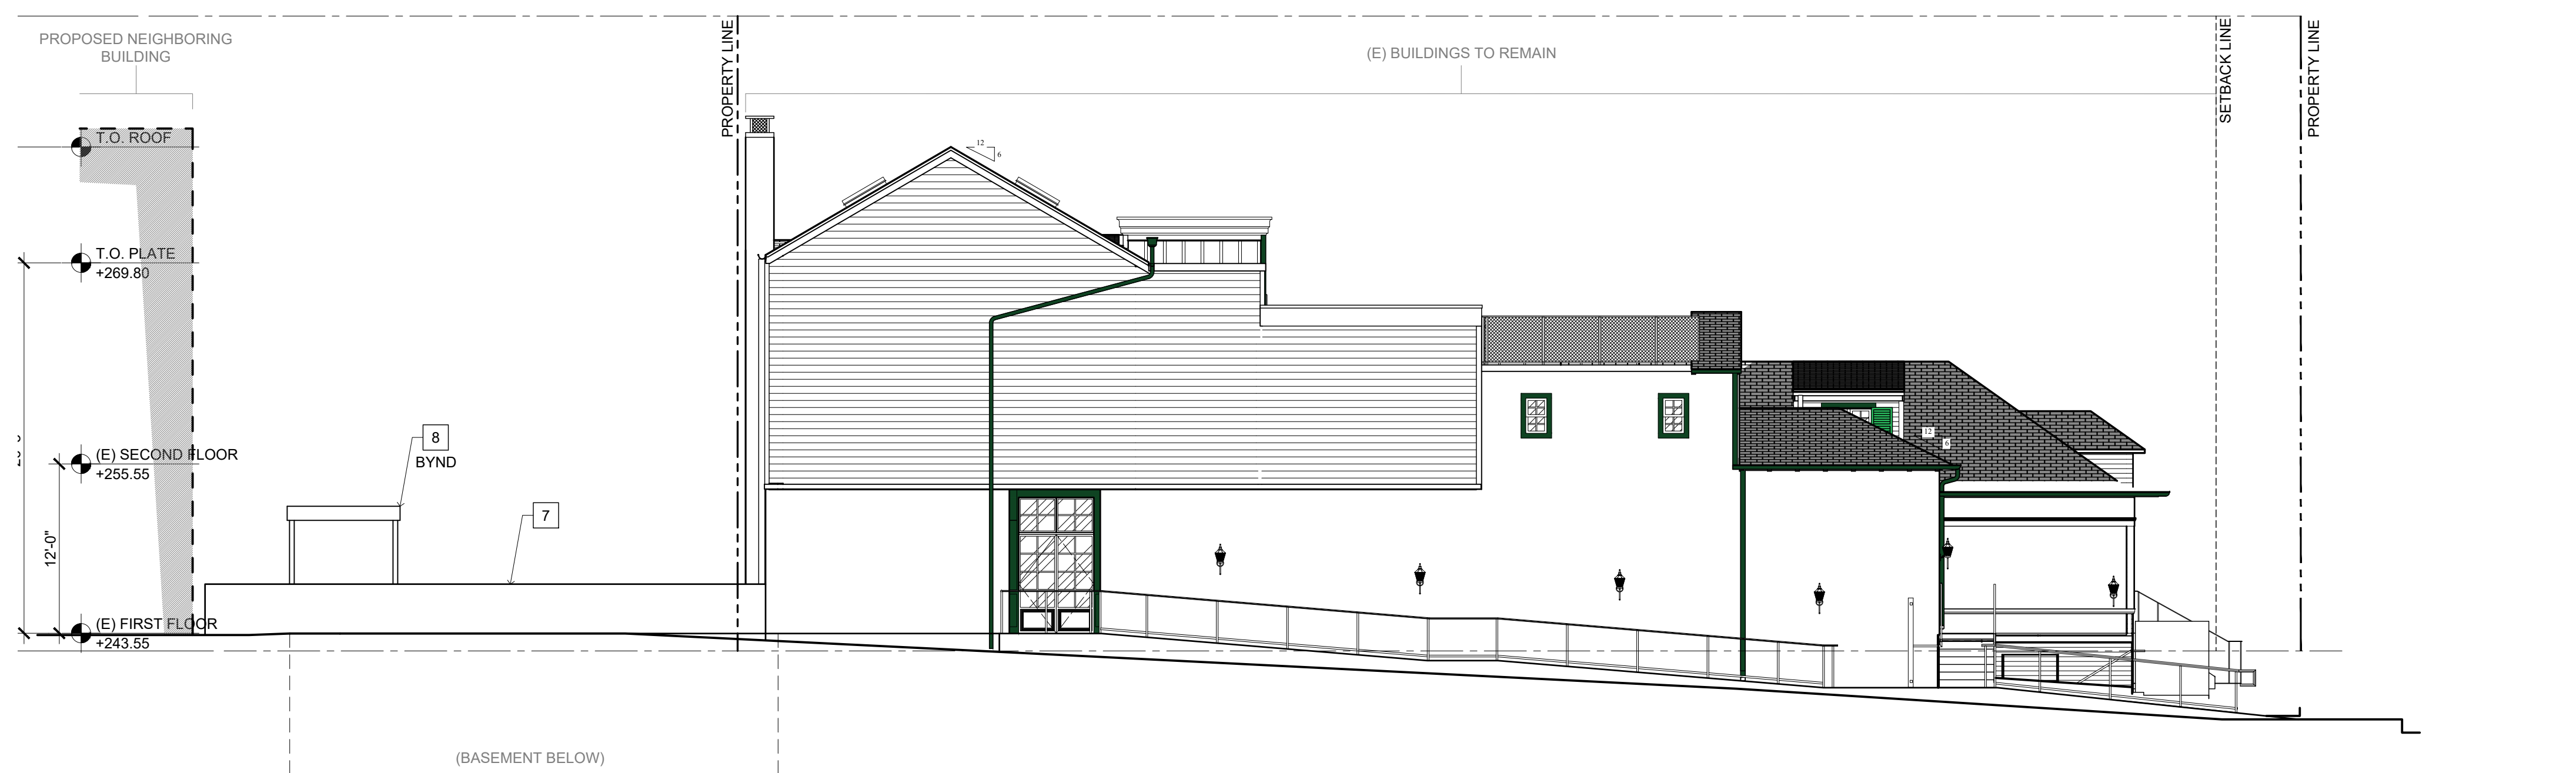 PROPOSED NEIGHBORING
BUILDING
PROPERTY LINE
(E) BUILDINGS TO REMAIN
SETBACK LINE
PROPERTY LINE
T.O. ROOF
12
6
T.O. PLATE
+269.80
8
BYND
12
6
(E) SECOND FLOOR
+255.55
7
12'-0"
(E) FIRST FLOOR
+243.55
(BASEMENT BELOW)